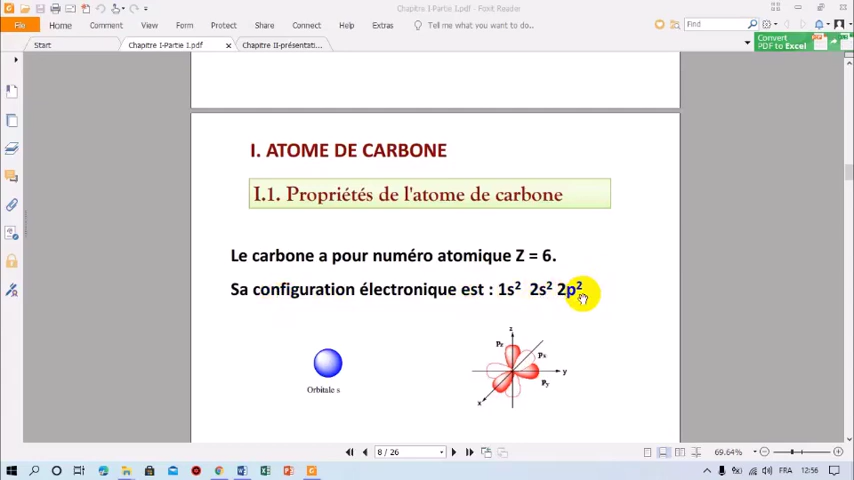 Chapitre I-Partie 1.pdf - Foxit Reader
File Home Comment View Form Protect Share Connect Help Extras Tell me what you want to do... Find
Start Chapitre I-Partie 1.pdf Chapitre II-présentati...
Convert
PDF to Excel
I. ATOME DE CARBONE
I.1. Propriétés de l'atome de carbone
Le carbone a pour numéro atomique Z = 6.
Sa configuration électronique est : 1s² 2s² 2p²
z
pz
px
y
py
x
Orbitale s
8 / 26 69.64%
FRA 12:56